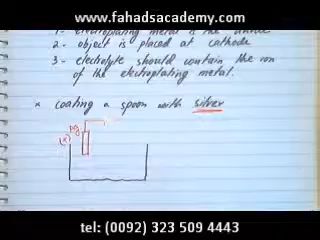 www.fahadsacademy.com
1- electroplating metal is the anode
2- object is placed at cathode
3- electrolyte should contain the ion
of the electroplating metal.
* coating a spoon with silver
(+) Ag
tel: (0092) 323 509 4443